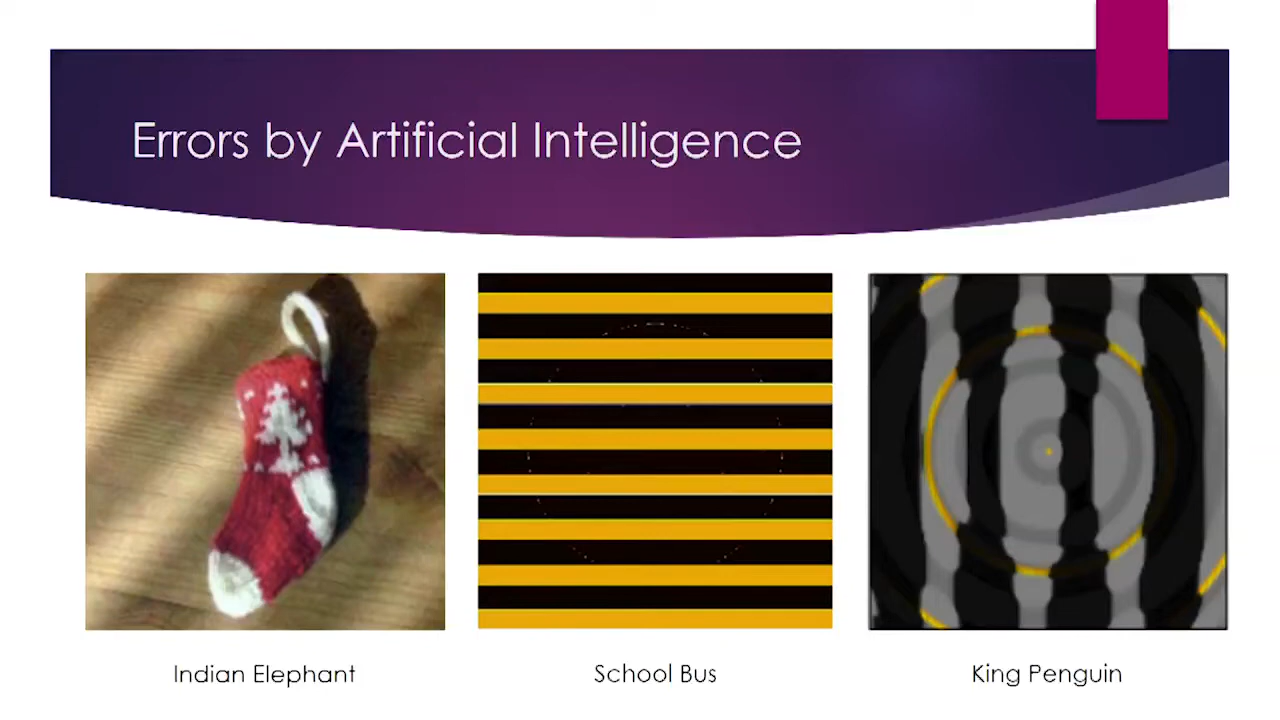 Errors by Artificial Intelligence
Indian Elephant
School Bus
King Penguin